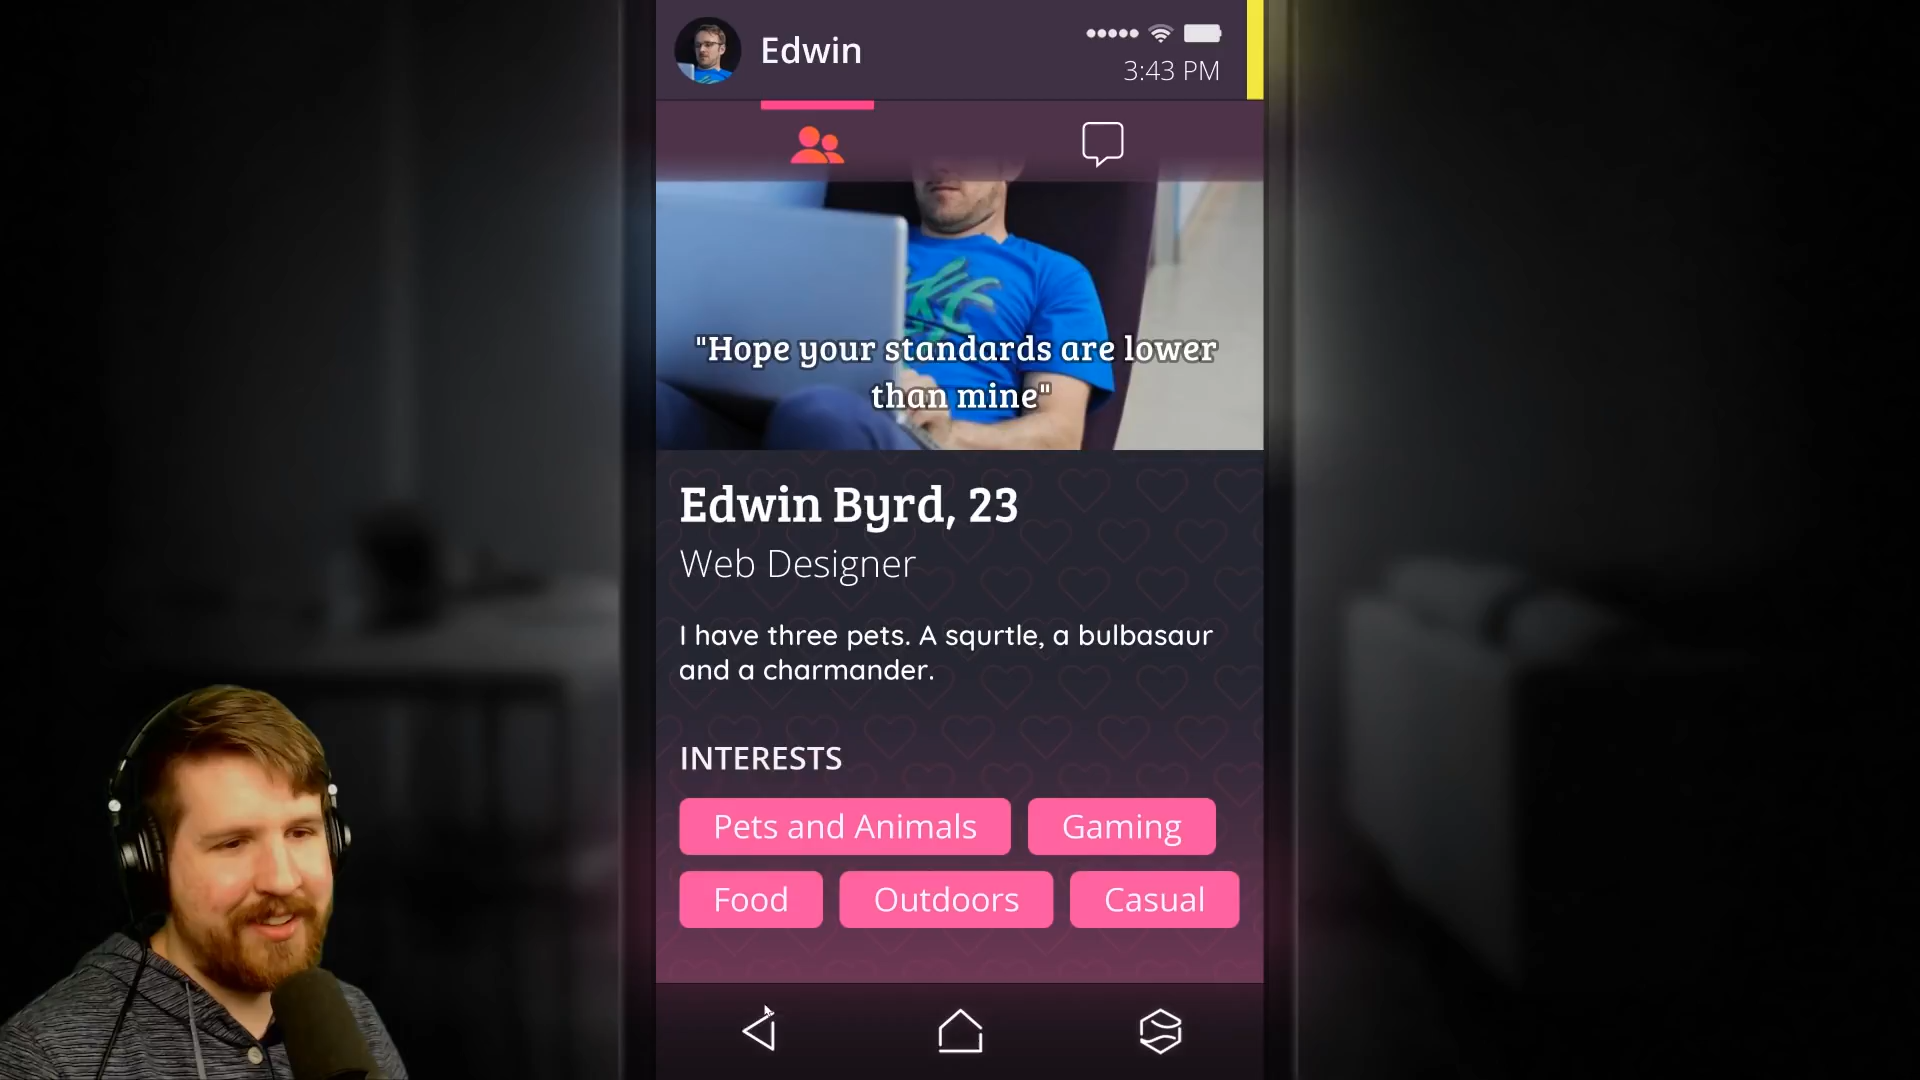 Edwin
3:43 PM
"Hope your standards are lower
than mine"
Edwin Byrd, 23
Web Designer
I have three pets. A squrtle, a bulbasaur
and a charmander.
INTERESTS
Pets and Animals Gaming
Food Outdoors Casual